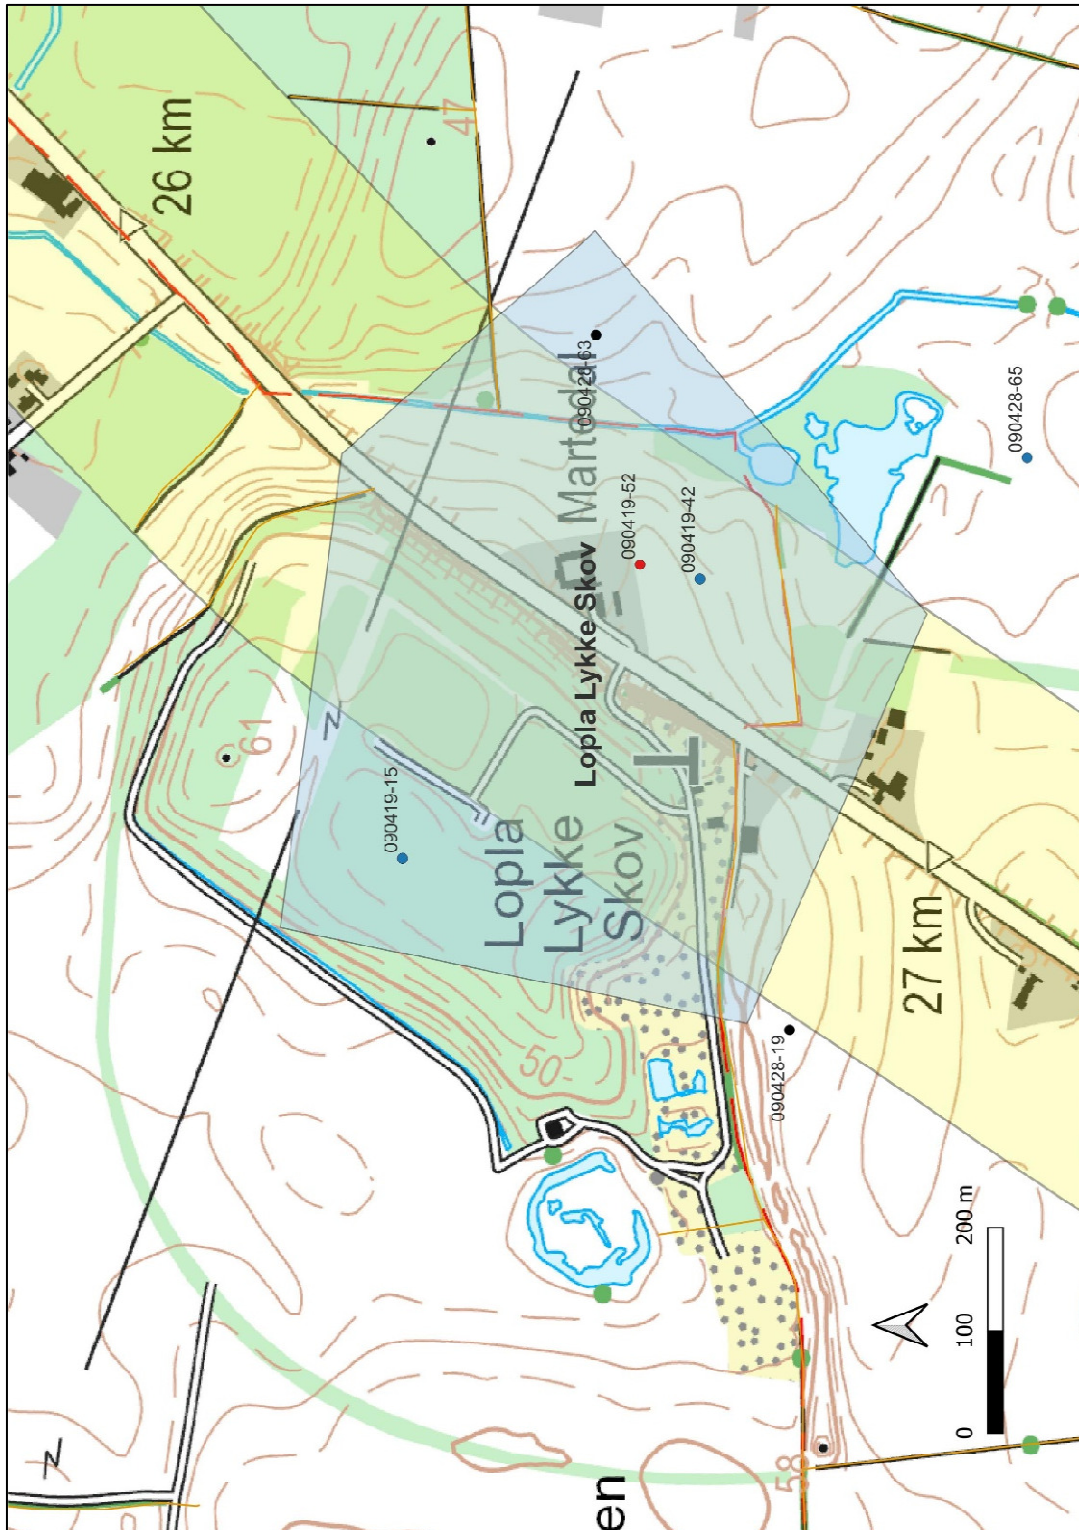 26 km
47
61
090419-15
Lopla
Lykke
Skov
Lopla Lykke Skov
Martedal
090428-63
090419-52
090419-42
090428-65
50
090428-19
27 km
58
en
0 100 200 m